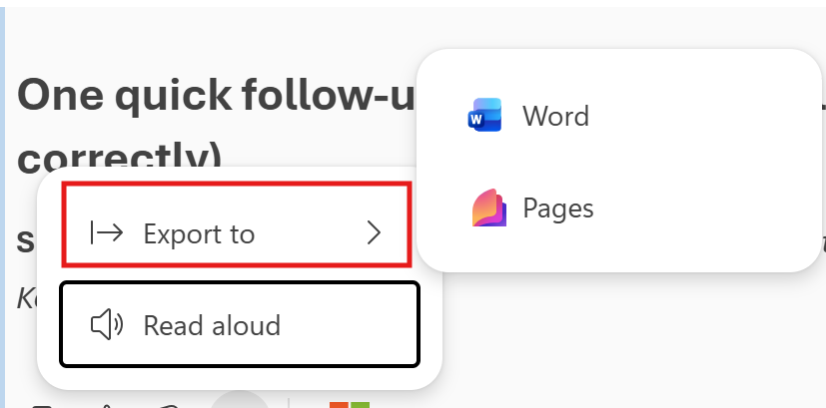 One quick follow-u
correctly)
Word
Pages
Export to
Read aloud